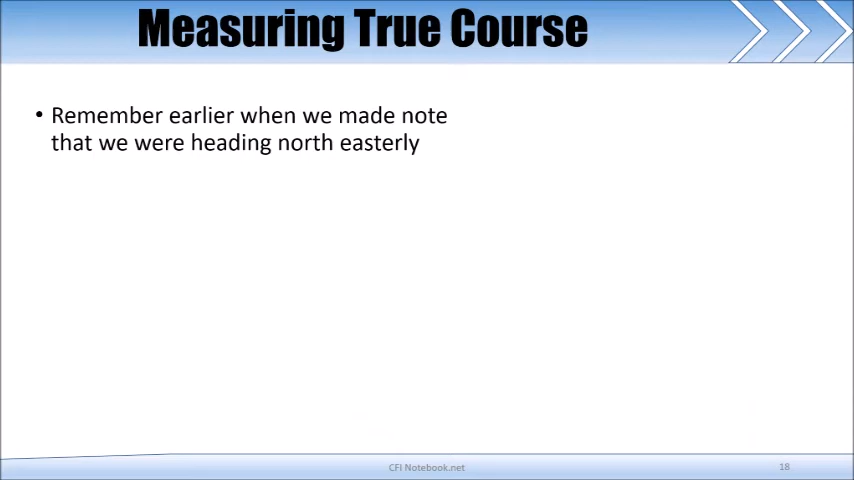 Measuring True Course
• Remember earlier when we made note
that we were heading north easterly
CFI Notebook.net
18